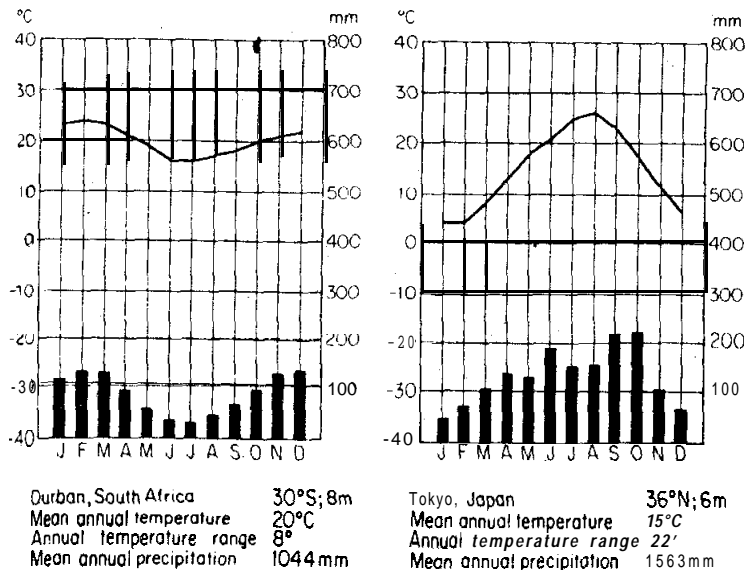 °C mm
40 800
30 700
20 600
10 500
0 400
-10 300
-20 200
-30 100
-40
J F M A M J J A S O N D
Durban, South Africa 30°S; 8m
Mean annual temperature 20°C
Annual temperature range 8°
Mean annual precipitation 1044mm
°C mm
40 800
30 700
20 600
10 500
0 400
-10 300
-20 200
-30 100
-40
J F M A M J J A S O N D
Tokyo, Japan 36°N; 6m
Mean annual temperature 15°C
Annual temperature range 22'
Mean annual precipitation 1563mm